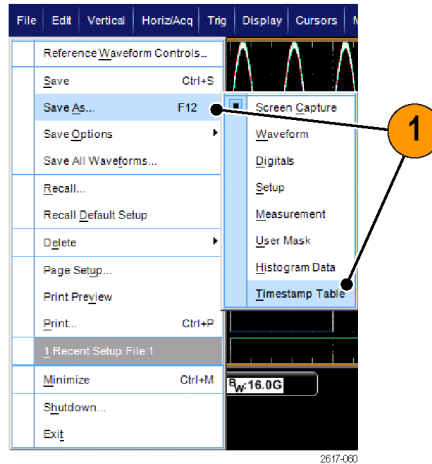 File Edit Vertical Horiz/Acq Trig Display Cursors
Reference Waveform Controls...
Save Ctrl+S
Save As... F12
Save Options
Save All Waveforms...
Recall...
Recall Default Setup
Delete
Page Setup...
Print Preview
Print... Ctrl+P
1 Recent Setup File 1
Minimize Ctrl+M
Shutdown...
Exit
Screen Capture
Waveform
Digitals
Setup
Measurement
User Mask
Histogram Data
Timestamp Table
1
BW:16.0G
2617-060